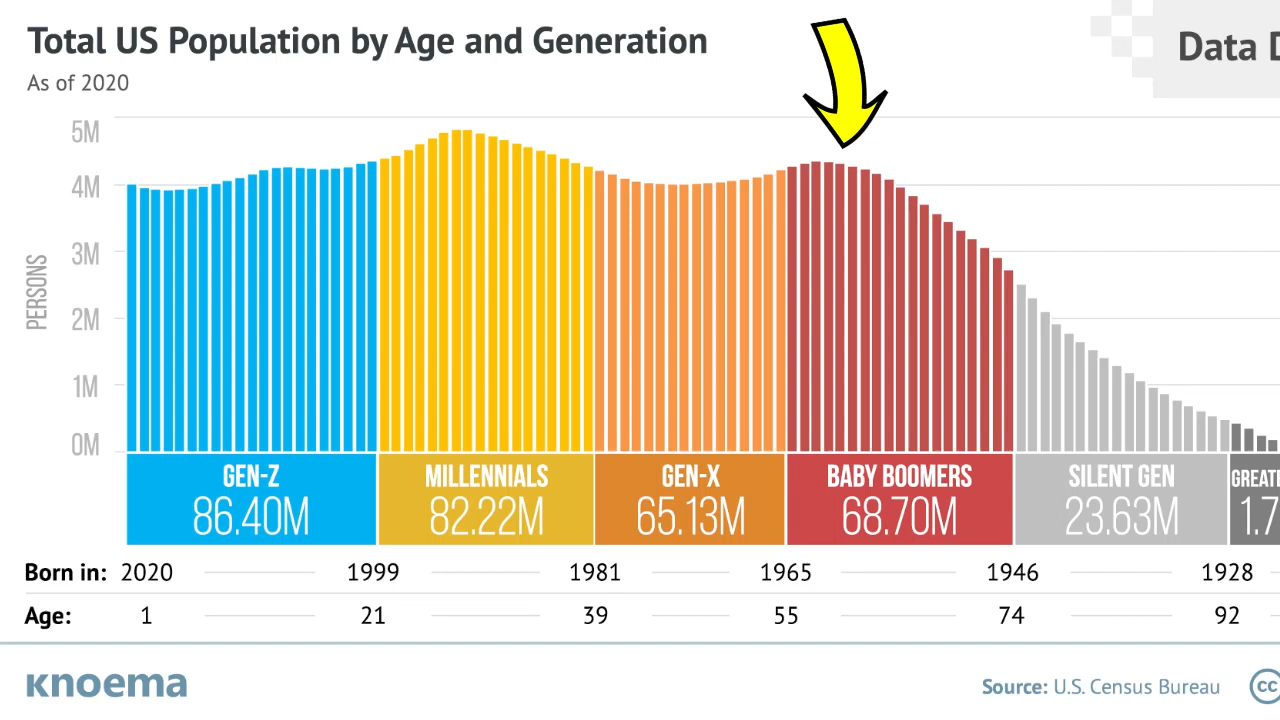 Total US Population by Age and Generation
As of 2020
Data D
5M
4M
3M
2M
1M
0M
PERSONS
GEN-Z MILLENNIALS GEN-X BABY BOOMERS SILENT GEN GREAT
86.40M 82.22M 65.13M 68.70M 23.63M 1.7
Born in: 2020 1999 1981 1965 1946 1928
Age: 1 21 39 55 74 92
knoema
Source: U.S. Census Bureau
cc